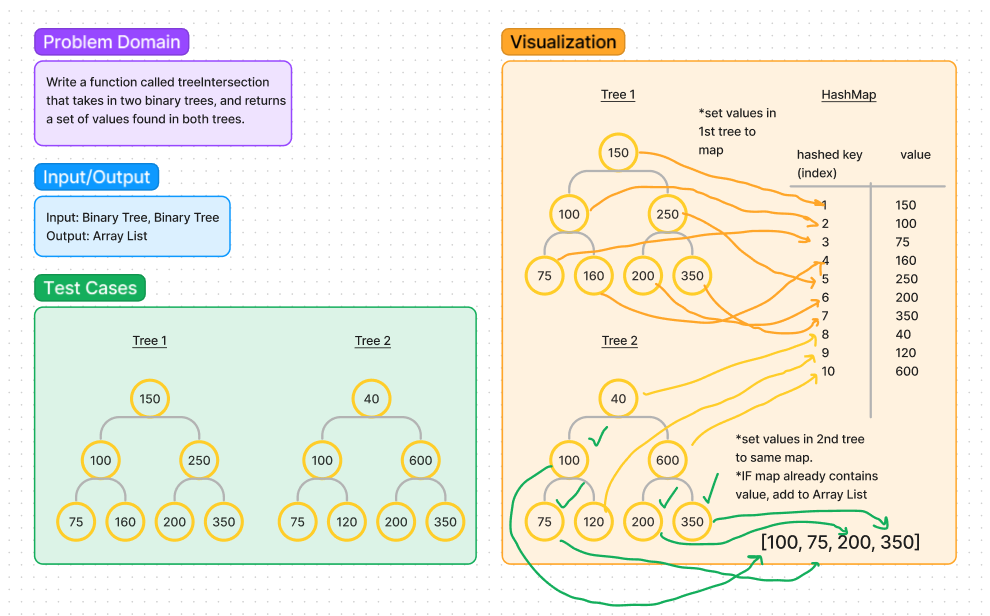 Problem Domain
Write a function called treeIntersection
that takes in two binary trees, and returns
a set of values found in both trees.
Input/Output
Input: Binary Tree, Binary Tree
Output: Array List
Test Cases
Tree 1
150
100 250
75 160 200 350
Tree 2
40
100 600
75 120 200 350
Visualization
Tree 1
150
100 250
75 160 200 350
*set values in
1st tree to
map
HashMap
hashed key value
(index)
1 150
2 100
3 75
4 160
5 250
6 200
7 350
8 40
9 120
10 600
Tree 2
40
100 600
75 120 200 350
*set values in 2nd tree
to same map.
*IF map already contains
value, add to Array List
[100, 75, 200, 350]